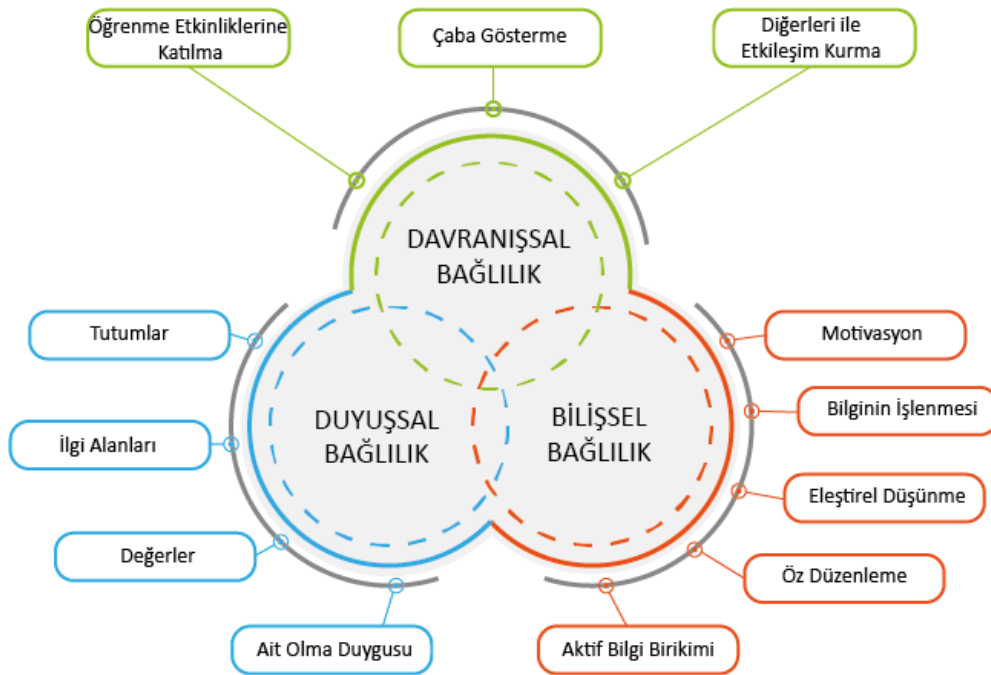 Öğrenme Etkinliklerine
Katılma
Çaba Gösterme
Diğerleri ile
Etkileşim Kurma
DAVRANIŞSAL
BAĞLILIK
Tutumlar
İlgi Alanları
Değerler
Ait Olma Duygusu
DUYUŞSAL
BAĞLILIK
BİLİŞSEL
BAĞLILIK
Motivasyon
Bilginin İşlenmesi
Eleştirel Düşünme
Öz Düzenleme
Aktif Bilgi Birikimi